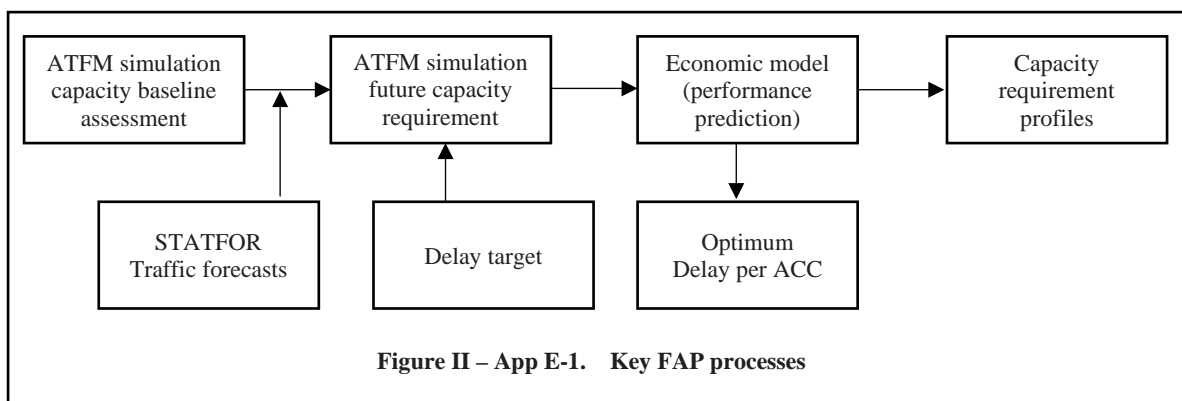 ATFM simulation
capacity baseline
assessment
ATFM simulation
future capacity
requirement
Economic model
(performance
prediction)
Capacity
requirement
profiles
STATFOR
Traffic forecasts
Delay target
Optimum
Delay per ACC
Figure II – App E-1. Key FAP processes